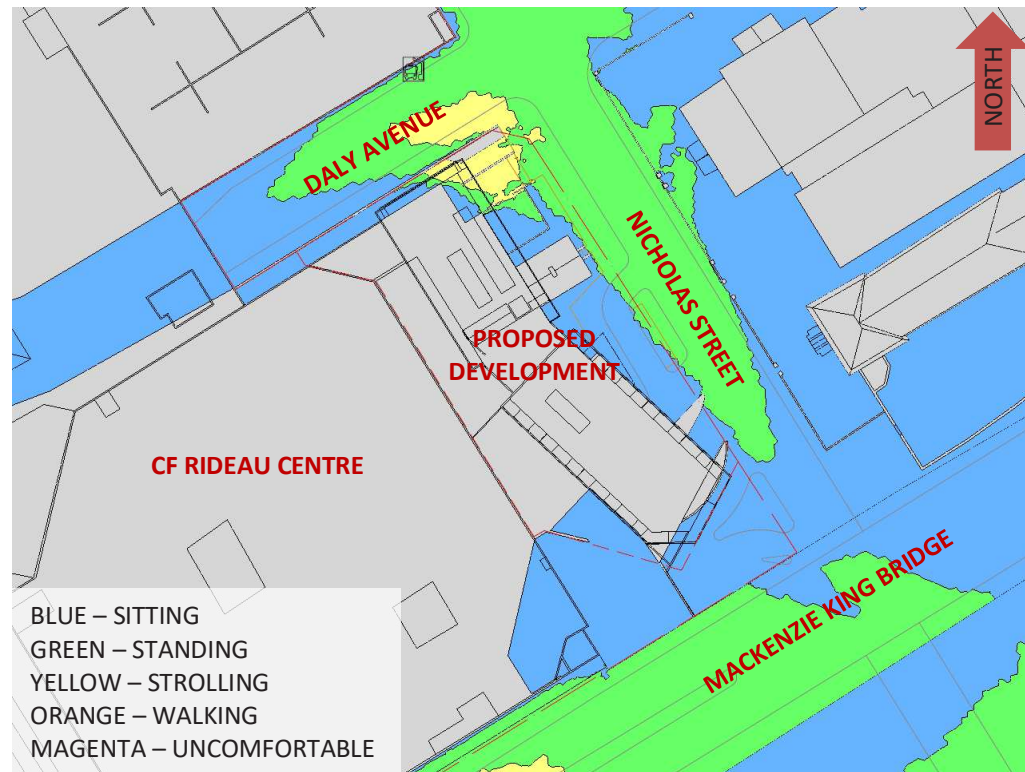 NORTH
DALY AVENUE
NICHOLAS STREET
PROPOSED
DEVELOPMENT
CF RIDEAU CENTRE
MACKENZIE KING BRIDGE
BLUE – SITTING
GREEN – STANDING
YELLOW – STROLLING
ORANGE – WALKING
MAGENTA – UNCOMFORTABLE